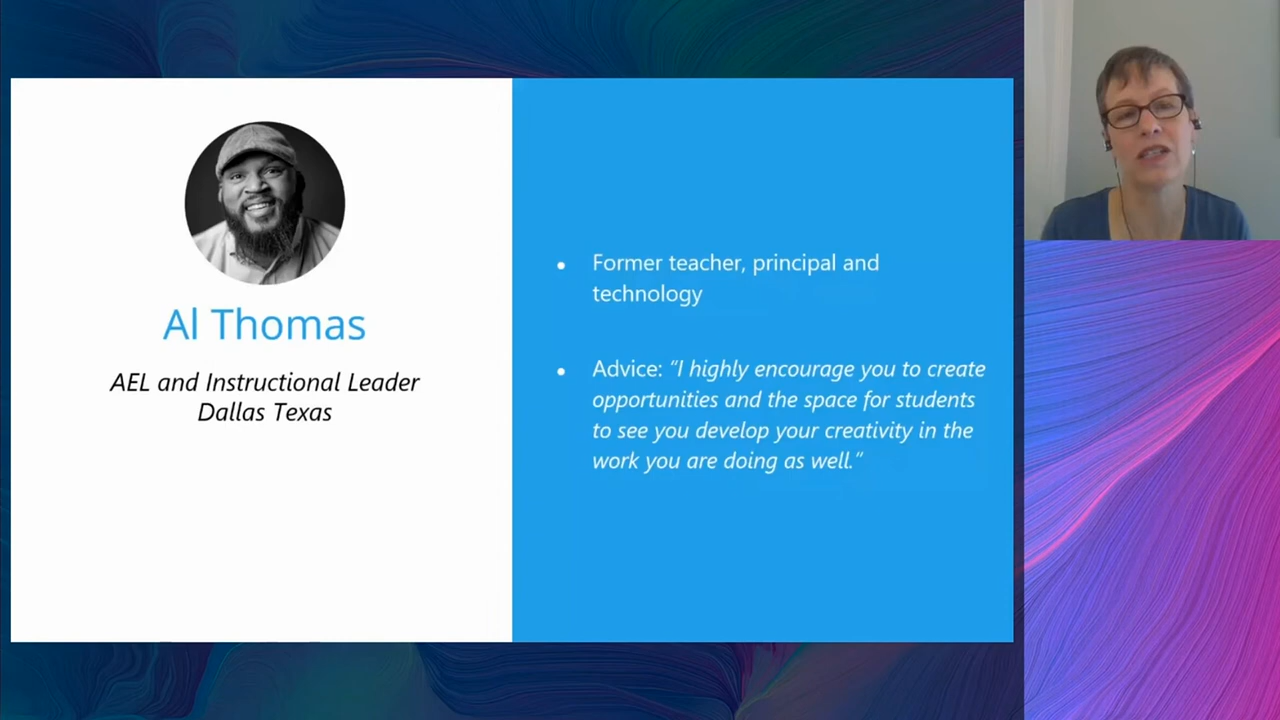 Al Thomas
AEL and Instructional Leader
Dallas Texas
• Former teacher, principal and
technology
• Advice: “I highly encourage you to create
opportunities and the space for students
to see you develop your creativity in the
work you are doing as well.”